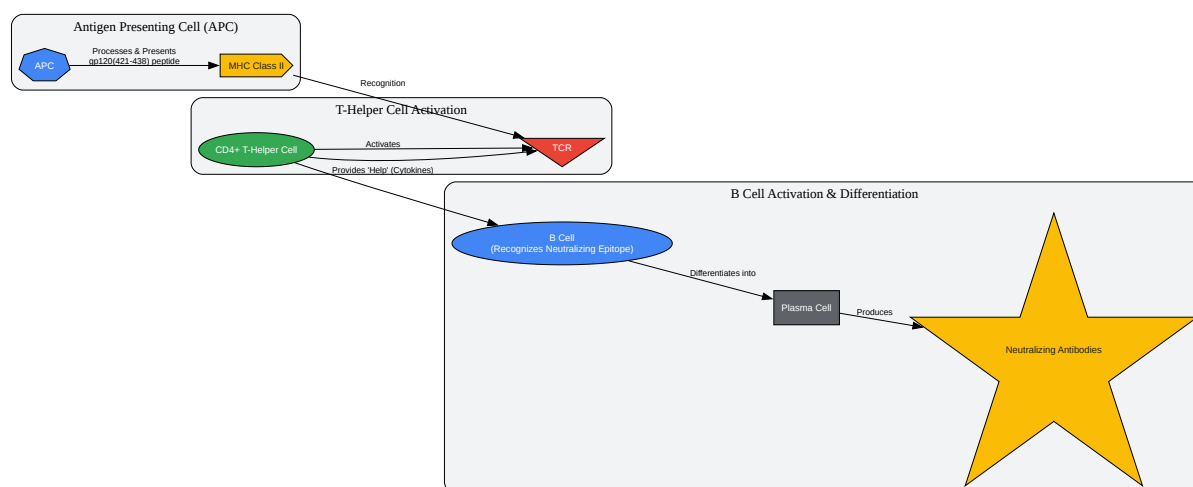 Antigen Presenting Cell (APC)
APC
Processes & Presents
gp120(421-438) peptide
MHC Class II
Recognition
T-Helper Cell Activation
CD4+ T-Helper Cell
Activates
TCR
Provides 'Help' (Cytokines)
B Cell Activation & Differentiation
B Cell
(Recognizes Neutralizing Epitope)
Differentiates into
Plasma Cell
Produces
Neutralizing Antibodies